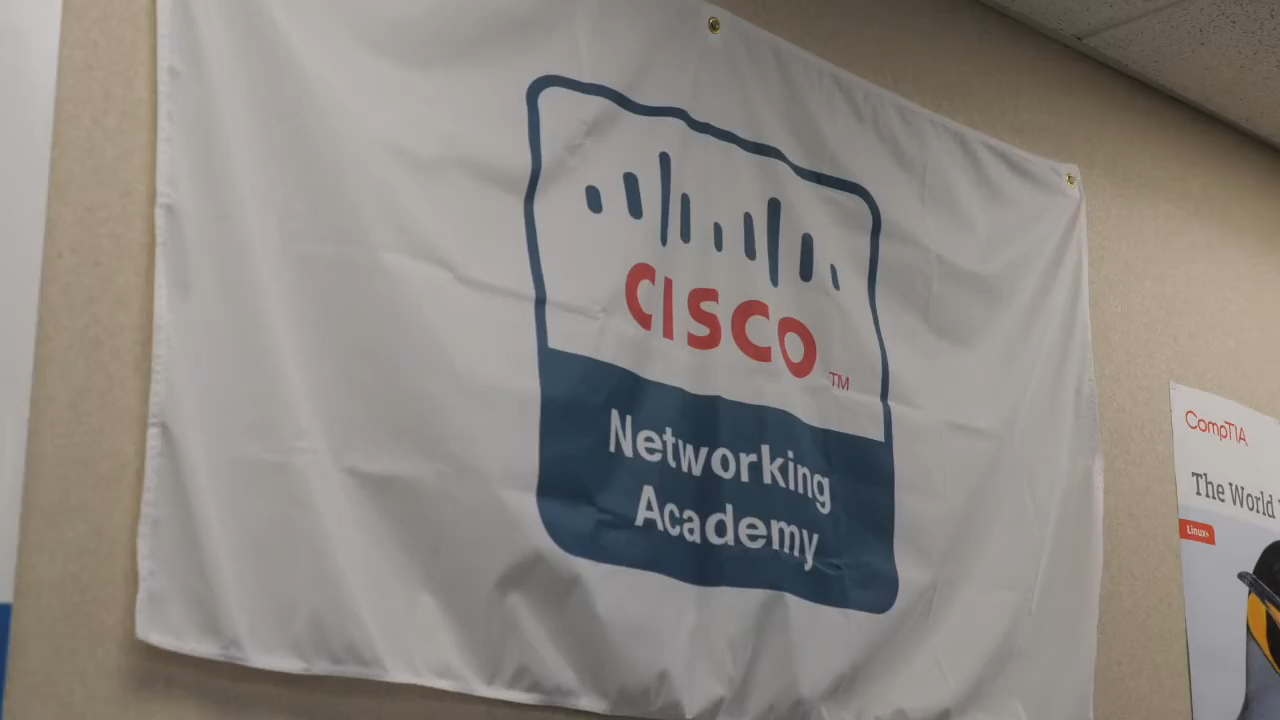 CISCO
TM
Networking
Academy
CompTIA
The World
Linux+